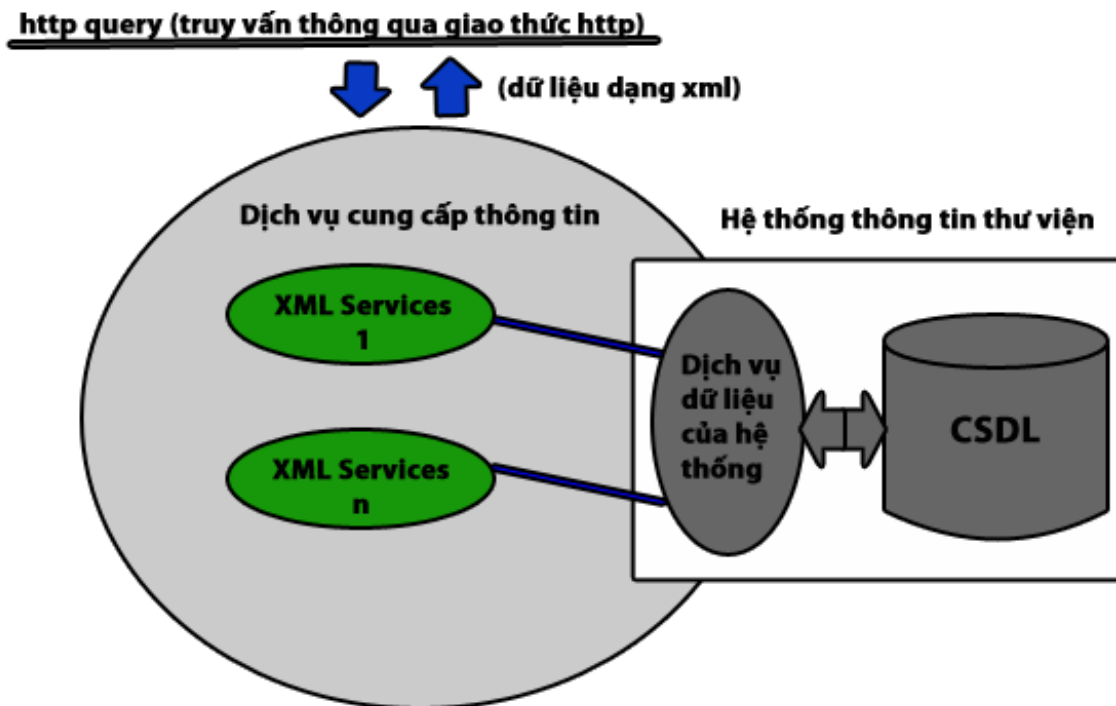 http query (truy vấn thông qua giao thức http)
(dữ liệu dạng xml)
Dịch vụ cung cấp thông tin
Hệ thống thông tin thư viện
XML Services
1
XML Services
n
Dịch vụ
dữ liệu
của hệ
thống
CSDL